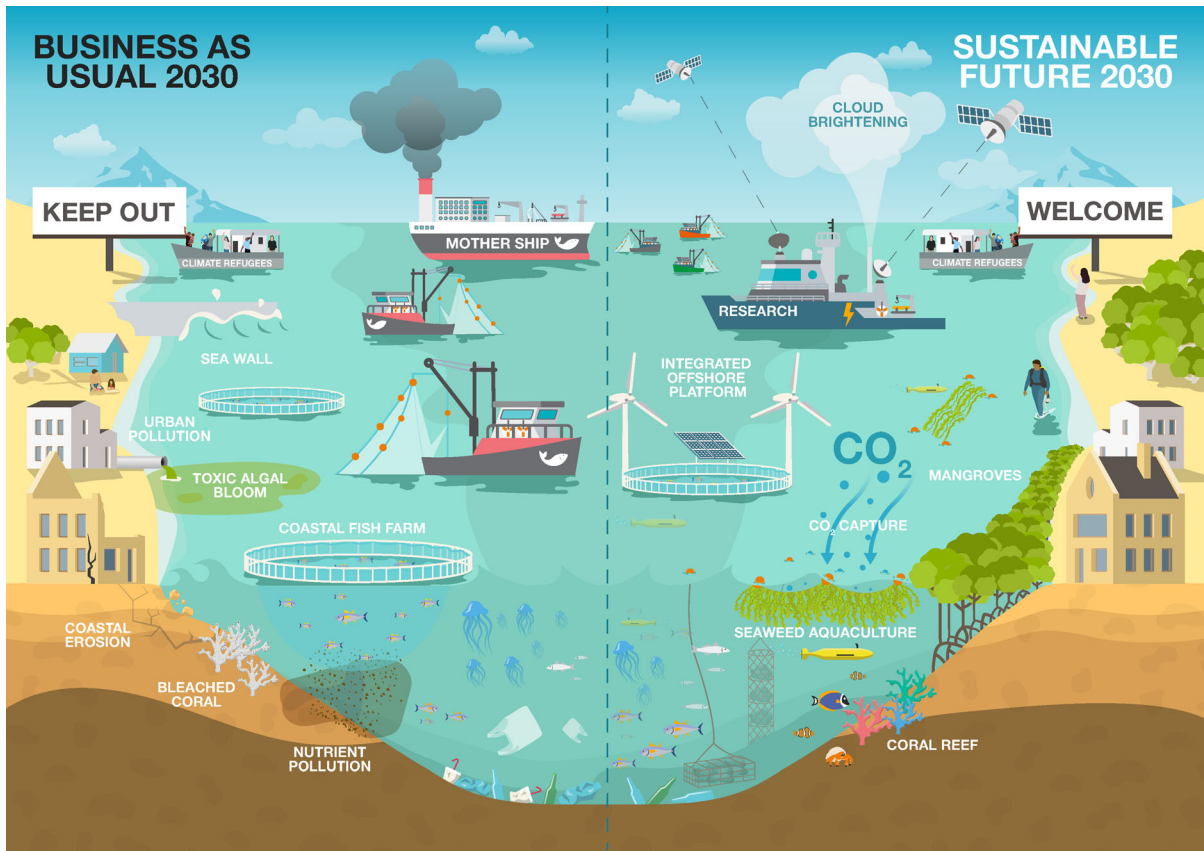 BUSINESS AS
USUAL 2030
SUSTAINABLE
FUTURE 2030
CLOUD
BRIGHTENING
KEEP OUT
MOTHER SHIP
WELCOME
CLIMATE REFUGEES
CLIMATE REFUGEES
RESEARCH
SEA WALL
INTEGRATED
OFFSHORE
PLATFORM
URBAN
POLLUTION
CO2
TOXIC ALGAL
BLOOM
MANGROVES
COASTAL FISH FARM
CO2 CAPTURE
COASTAL
EROSION
SEAWEED AQUACULTURE
BLEACHED
CORAL
NUTRIENT
POLLUTION
CORAL REEF